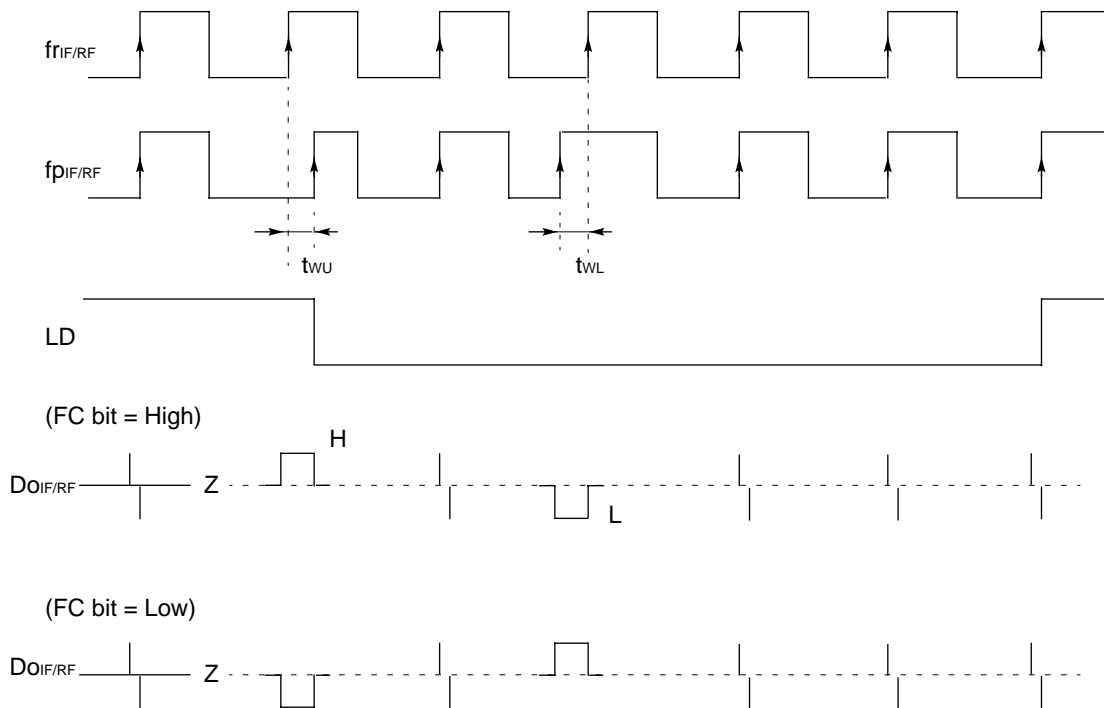 frIF/RF
fpIF/RF
tWU
tWL
LD
(FC bit = High)
H
DoIF/RF
Z
L
(FC bit = Low)
DoIF/RF
Z